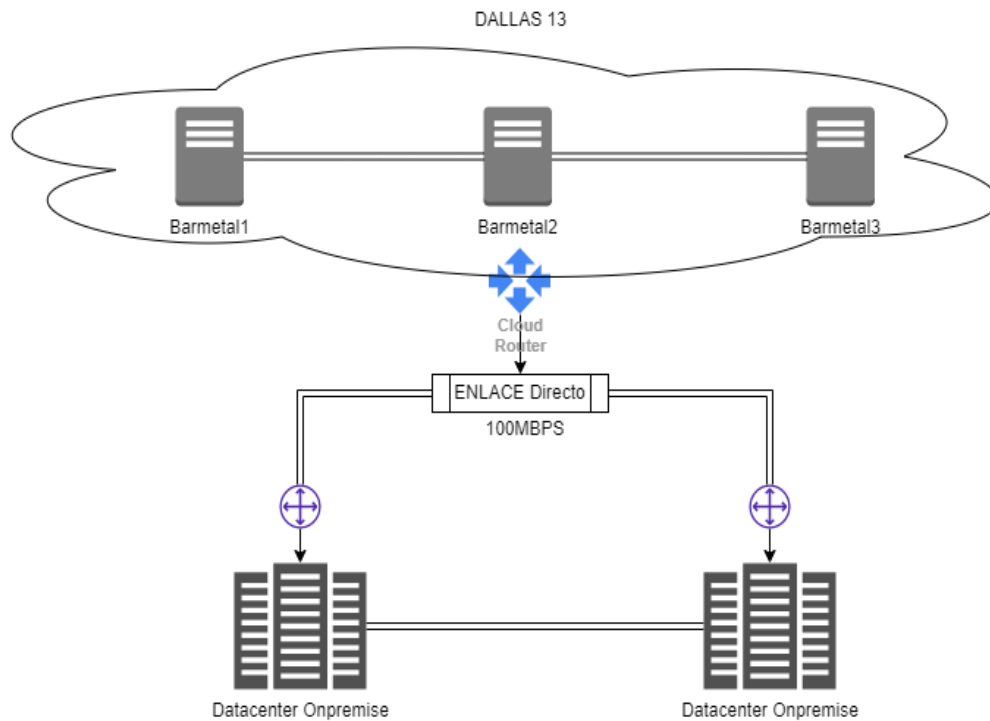 DALLAS 13
Barmetal1
Barmetal2
Barmetal3
Cloud
Router
ENLACE Directo
100MBPS
Datacenter Onpremise
Datacenter Onpremise